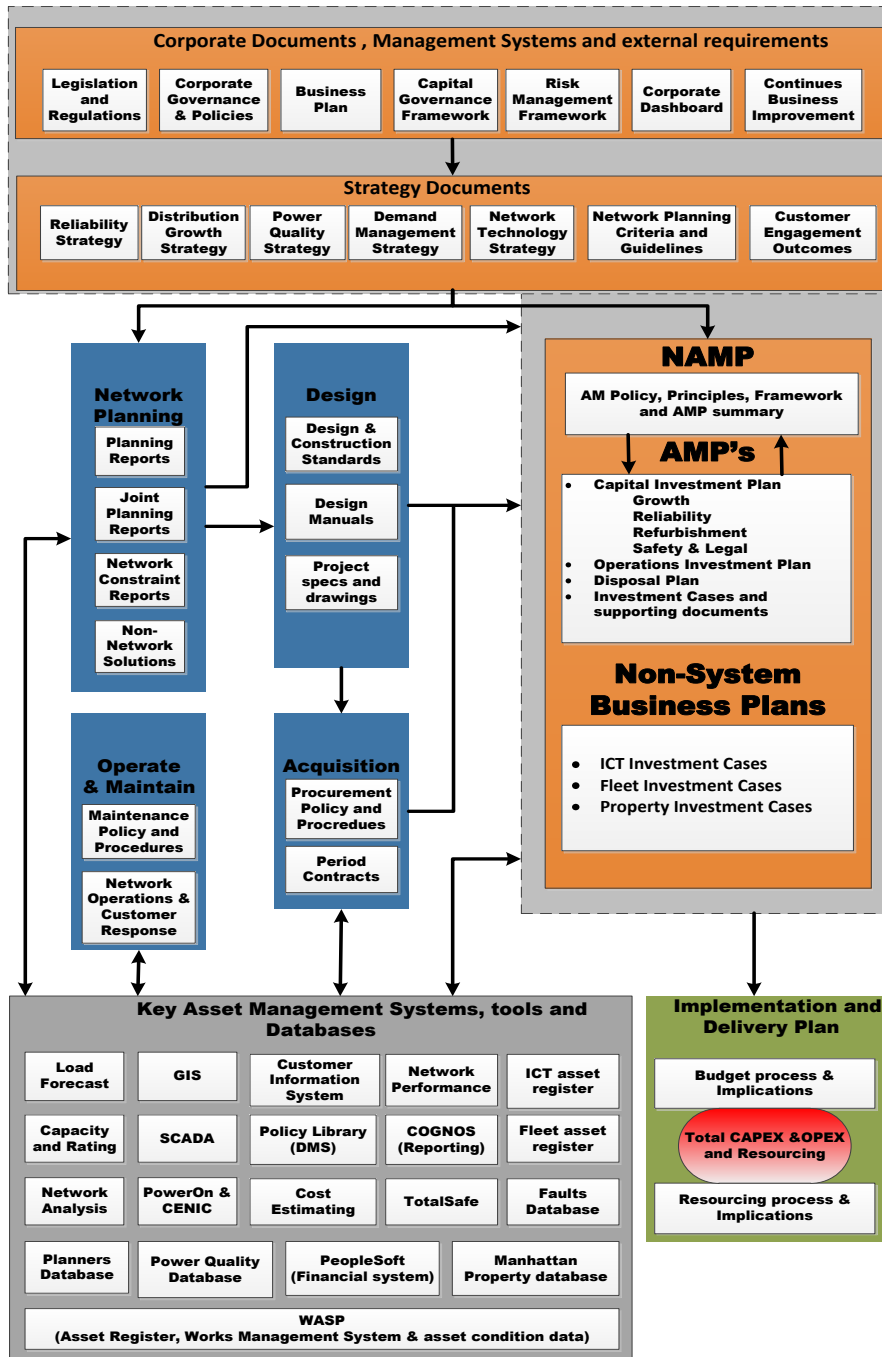 Corporate Documents , Management Systems and external requirements
Legislation
and
Regulations
Corporate
Governance
& Policies
Business
Plan
Capital
Governance
Framework
Risk
Management
Framework
Corporate
Dashboard
Continues
Business
Improvement
Strategy Documents
Reliability
Strategy
Distribution
Growth
Strategy
Power
Quality
Strategy
Demand
Management
Strategy
Network
Technology
Strategy
Network Planning
Criteria and
Guidelines
Customer
Engagement
Outcomes
Network
Planning
Planning
Reports
Joint
Planning
Reports
Network
Constraint
Reports
Non-
Network
Solutions
Design
Design &
Construction
Standards
Design
Manuals
Project
specs and
drawings
NAMP
AM Policy, Principles, Framework
and AMP summary
AMP's
• Capital Investment Plan
Growth
Reliability
Refurbishment
Safety & Legal
• Operations Investment Plan
• Disposal Plan
• Investment Cases and
supporting documents
Non-System
Business Plans
• ICT Investment Cases
• Fleet Investment Cases
• Property Investment Cases
Operate
& Maintain
Maintenance
Policy and
Procedures
Network
Operations &
Customer
Response
Acquisition
Procurement
Policy and
Procredues
Period
Contracts
Key Asset Management Systems, tools and
Databases
Load
Forecast
GIS
Customer
Information
System
Network
Performance
ICT asset
register
Capacity
and Rating
SCADA
Policy Library
(DMS)
COGNOS
(Reporting)
Fleet asset
register
Network
Analysis
PowerOn &
CENIC
Cost
Estimating
TotalSafe
Faults
Database
Planners
Database
Power Quality
Database
PeopleSoft
(Financial system)
Manhattan
Property database
WASP
(Asset Register, Works Management System & asset condition data)
Implementation and
Delivery Plan
Budget process &
Implications
Total CAPEX &OPEX
and Resourcing
Resourcing process &
Implications